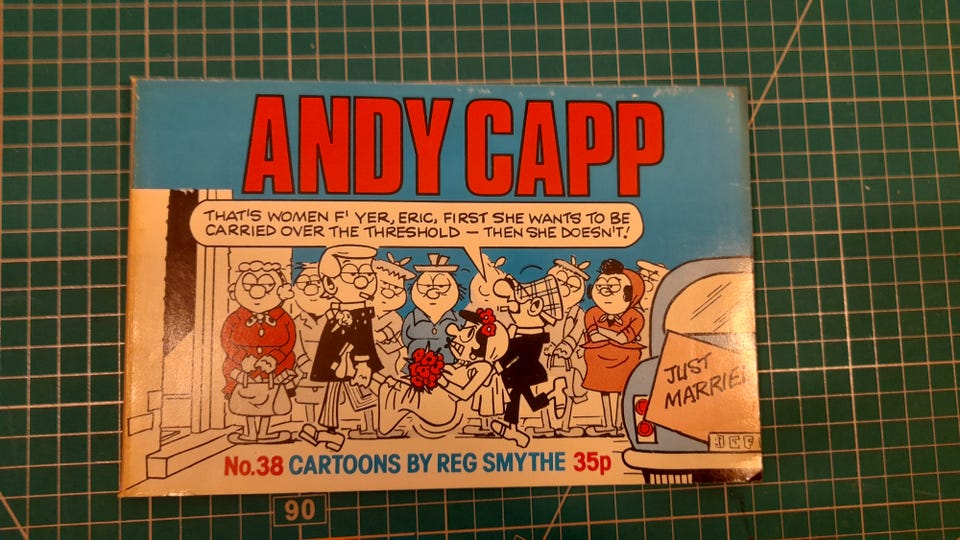 ANDY CAPP
THAT'S WOMEN F' YER, ERIC, FIRST SHE WANTS TO BE
CARRIED OVER THE THRESHOLD — THEN SHE DOESN'T!
JUST
MARRIED
No.38 CARTOONS BY REG SMYTHE 35p
90